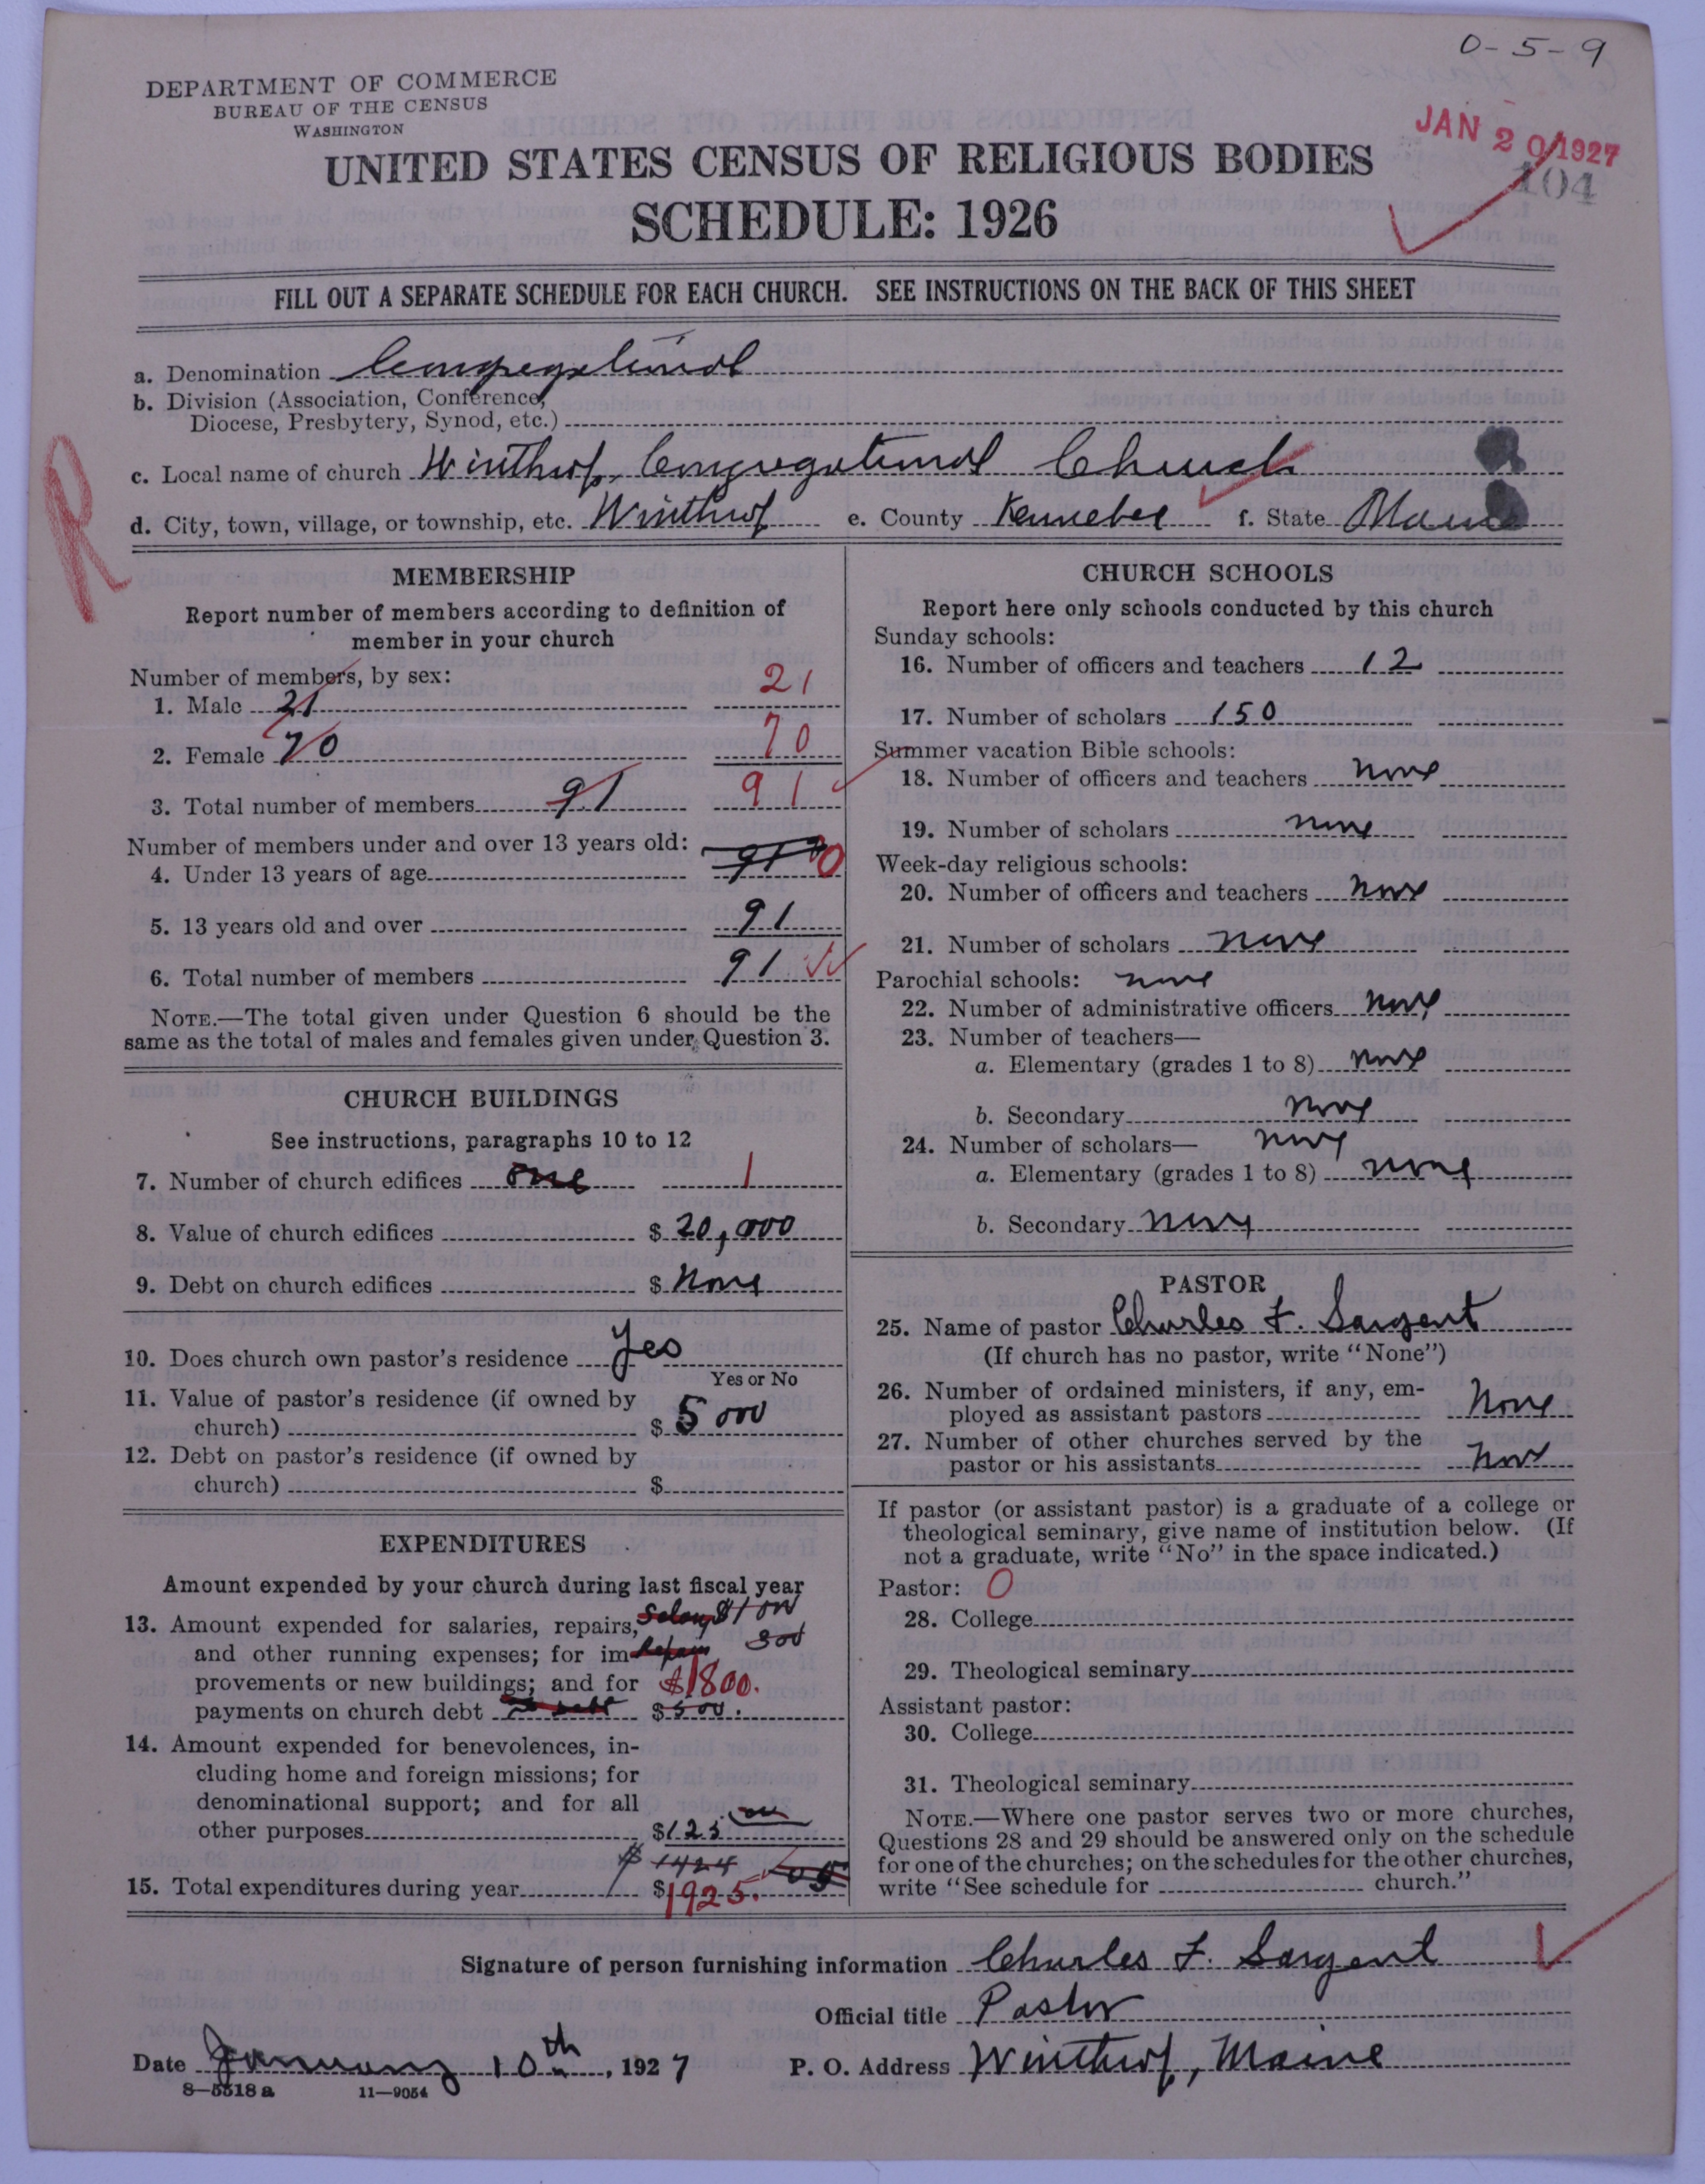 0-5-9
DEPARTMENT OF COMMERCE
BUREAU OF THE CENSUS
WASHINGTON
JAN 20 1927
104
UNITED STATES CENSUS OF RELIGIOUS BODIES
SCHEDULE: 1926
FILL OUT A SEPARATE SCHEDULE FOR EACH CHURCH. SEE INSTRUCTIONS ON THE BACK OF THIS SHEET
a. Denomination Congregational
b. Division (Association, Conference,
Diocese, Presbytery, Synod, etc.)
R
c. Local name of church Winthrop Congregational Church
d. City, town, village, or township, etc. Winthrop e. County Kennebec f. State Maine
MEMBERSHIP
Report number of members according to definition of
member in your church
Number of members, by sex:
1. Male 21 21
2. Female 70 70
3. Total number of members 91 91
Number of members under and over 13 years old:
4. Under 13 years of age 91 0
5. 13 years old and over 91
6. Total number of members 91
NOTE.—The total given under Question 6 should be the
same as the total of males and females given under Question 3.
CHURCH BUILDINGS
See instructions, paragraphs 10 to 12
7. Number of church edifices one 1
8. Value of church edifices $ 20,000
9. Debt on church edifices $ None
10. Does church own pastor's residence Yes
Yes or No
11. Value of pastor's residence (if owned by
church) $ 5000
12. Debt on pastor's residence (if owned by
church) $
EXPENDITURES
Amount expended by your church during last fiscal year
13. Amount expended for salaries, repairs, Salary $1000
and other running expenses; for im- Repairs 300
provements or new buildings; and for $1800.
payments on church debt no debt $ 500.
14. Amount expended for benevolences, in-
cluding home and foreign missions; for
denominational support; and for all
other purposes $125 00
$ 1424
15. Total expenditures during year $1925.
CHURCH SCHOOLS
Report here only schools conducted by this church
Sunday schools:
16. Number of officers and teachers 12
17. Number of scholars 150
Summer vacation Bible schools:
18. Number of officers and teachers none
19. Number of scholars none
Week-day religious schools:
20. Number of officers and teachers none
21. Number of scholars none
Parochial schools: none
22. Number of administrative officers none
23. Number of teachers—
a. Elementary (grades 1 to 8) none
b. Secondary none
24. Number of scholars— none
a. Elementary (grades 1 to 8) none
b. Secondary none
PASTOR
25. Name of pastor Charles F. Sargent
(If church has no pastor, write "None")
26. Number of ordained ministers, if any, em-
ployed as assistant pastors None
27. Number of other churches served by the
pastor or his assistants None
If pastor (or assistant pastor) is a graduate of a college or
theological seminary, give name of institution below. (If
not a graduate, write "No" in the space indicated.)
Pastor: 0
28. College
29. Theological seminary
Assistant pastor:
30. College
31. Theological seminary
NOTE.—Where one pastor serves two or more churches,
Questions 28 and 29 should be answered only on the schedule
for one of the churches; on the schedules for the other churches,
write "See schedule for church."
Signature of person furnishing information Charles F. Sargent
Official title Pastor
Date January 10th, 1927 P. O. Address Winthrop, Maine
8—5518 a 11—9054